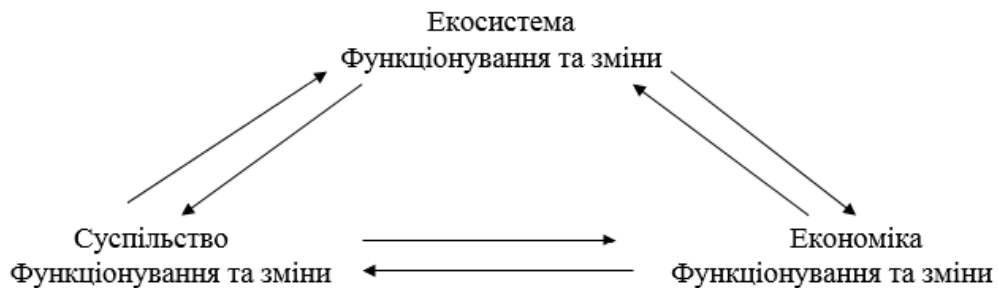 Екосистема
Функціонування та зміни
Суспільство
Функціонування та зміни
Економіка
Функціонування та зміни